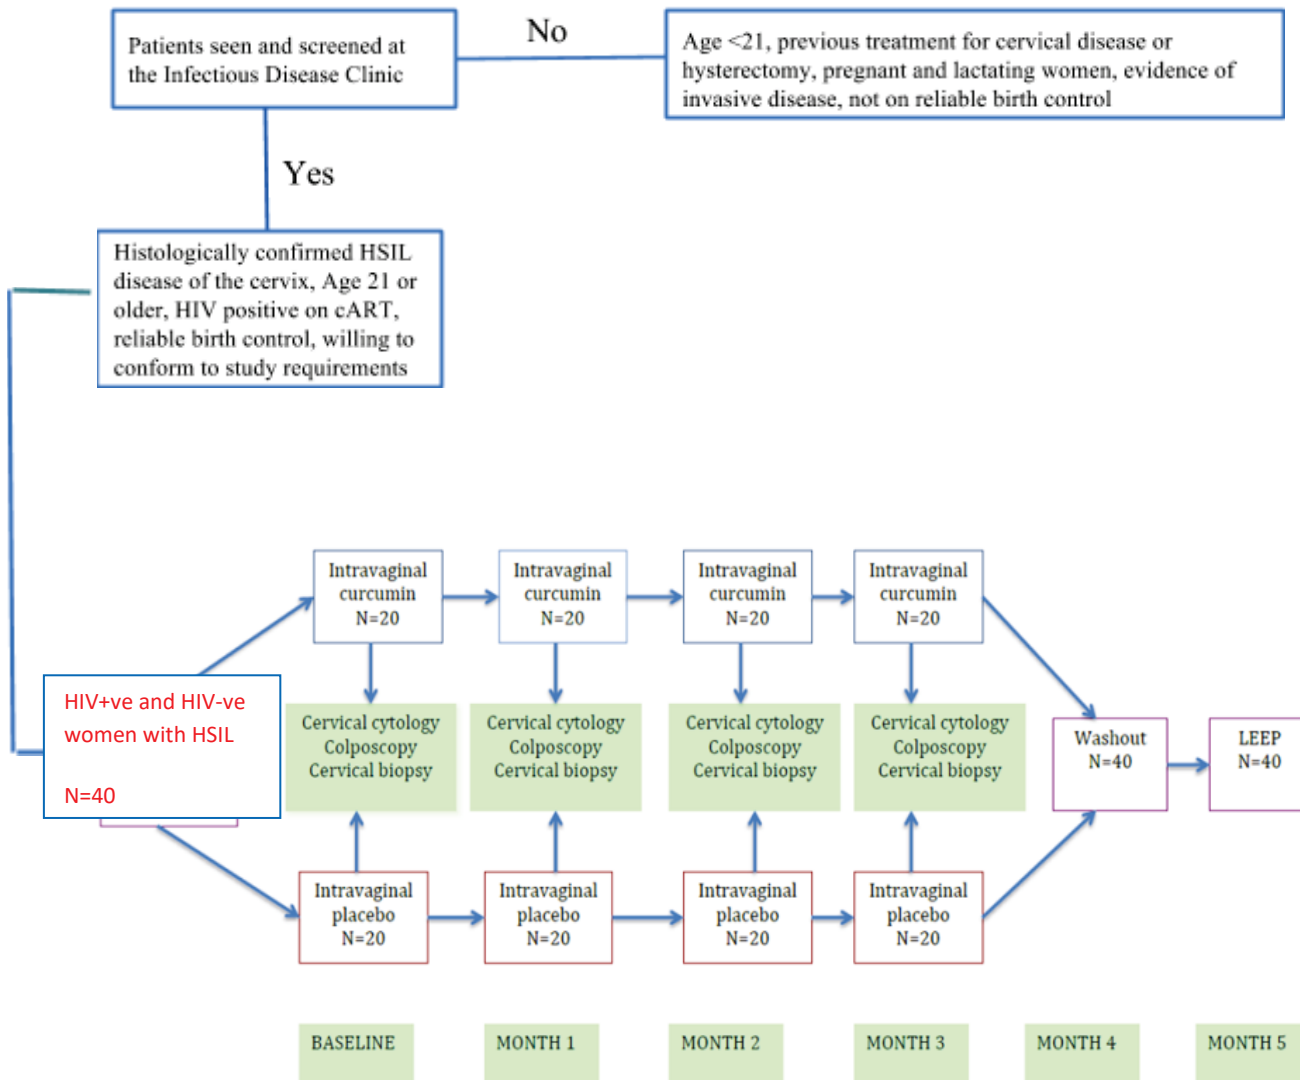 Patients seen and screened at
the Infectious Disease Clinic
No
Age <21, previous treatment for cervical disease or
hysterectomy, pregnant and lactating women, evidence of
invasive disease, not on reliable birth control
Yes
Histologically confirmed HSIL
disease of the cervix, Age 21 or
older, HIV positive on cART,
reliable birth control, willing to
conform to study requirements
Intravaginal
curcumin
N=20
Intravaginal
curcumin
N=20
Intravaginal
curcumin
N=20
Intravaginal
curcumin
N=20
HIV+ve and HIV-ve
women with HSIL
N=40
Cervical cytology
Colposcopy
Cervical biopsy
Cervical cytology
Colposcopy
Cervical biopsy
Cervical cytology
Colposcopy
Cervical biopsy
Cervical cytology
Colposcopy
Cervical biopsy
Washout
N=40
LEEP
N=40
Intravaginal
placebo
N=20
Intravaginal
placebo
N=20
Intravaginal
placebo
N=20
Intravaginal
placebo
N=20
BASELINE
MONTH 1
MONTH 2
MONTH 3
MONTH 4
MONTH 5